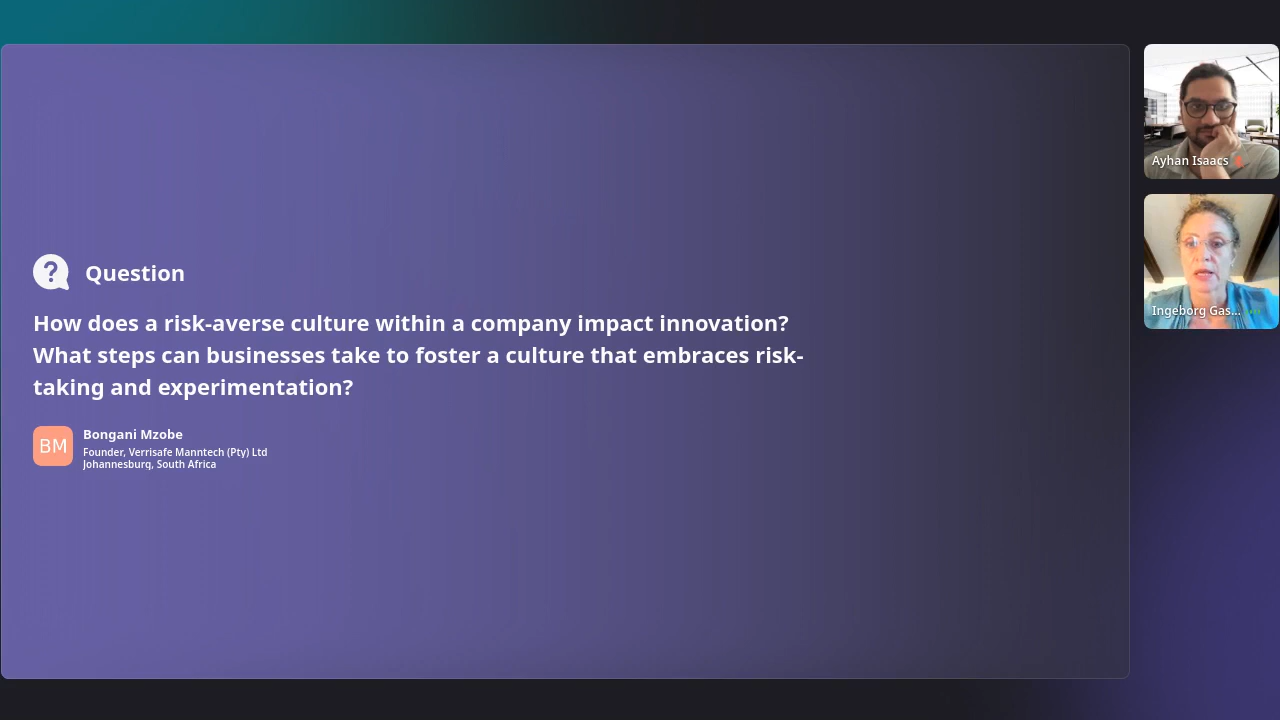 Question
How does a risk-averse culture within a company impact innovation?
What steps can businesses take to foster a culture that embraces risk-
taking and experimentation?
BM
Bongani Mzobe
Founder, Verrisafe Manntech (Pty) Ltd
Johannesburg, South Africa
Ayhan Isaacs
Ingeborg Gas...